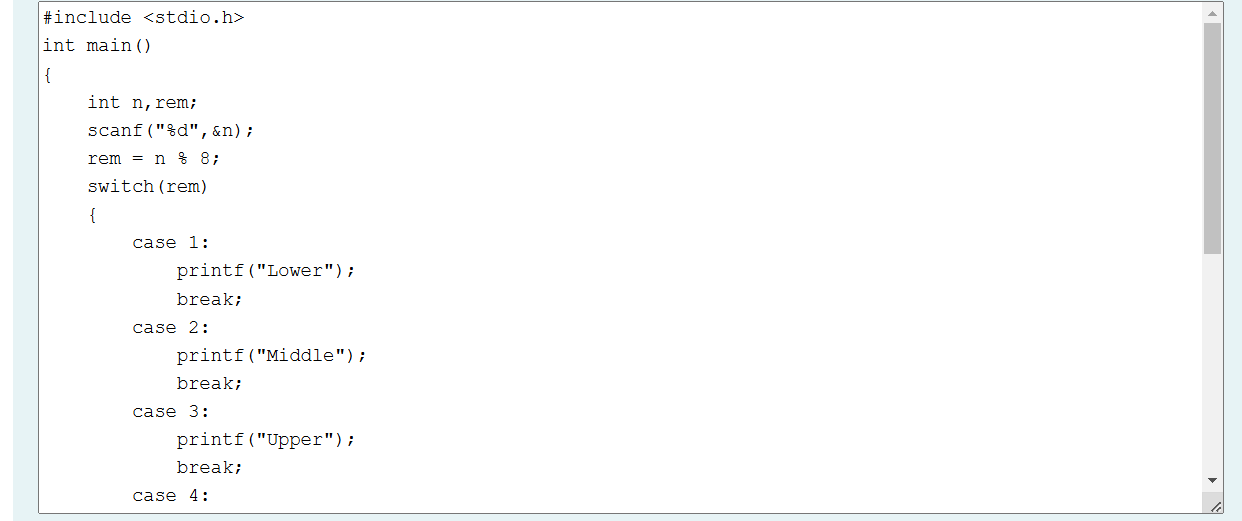 #include <stdio.h>
int main()
{
    int n,rem;
    scanf("%d",&n);
    rem = n % 8;
    switch(rem)
    {
        case 1:
            printf("Lower");
            break;
        case 2:
            printf("Middle");
            break;
        case 3:
            printf("Upper");
            break;
        case 4: